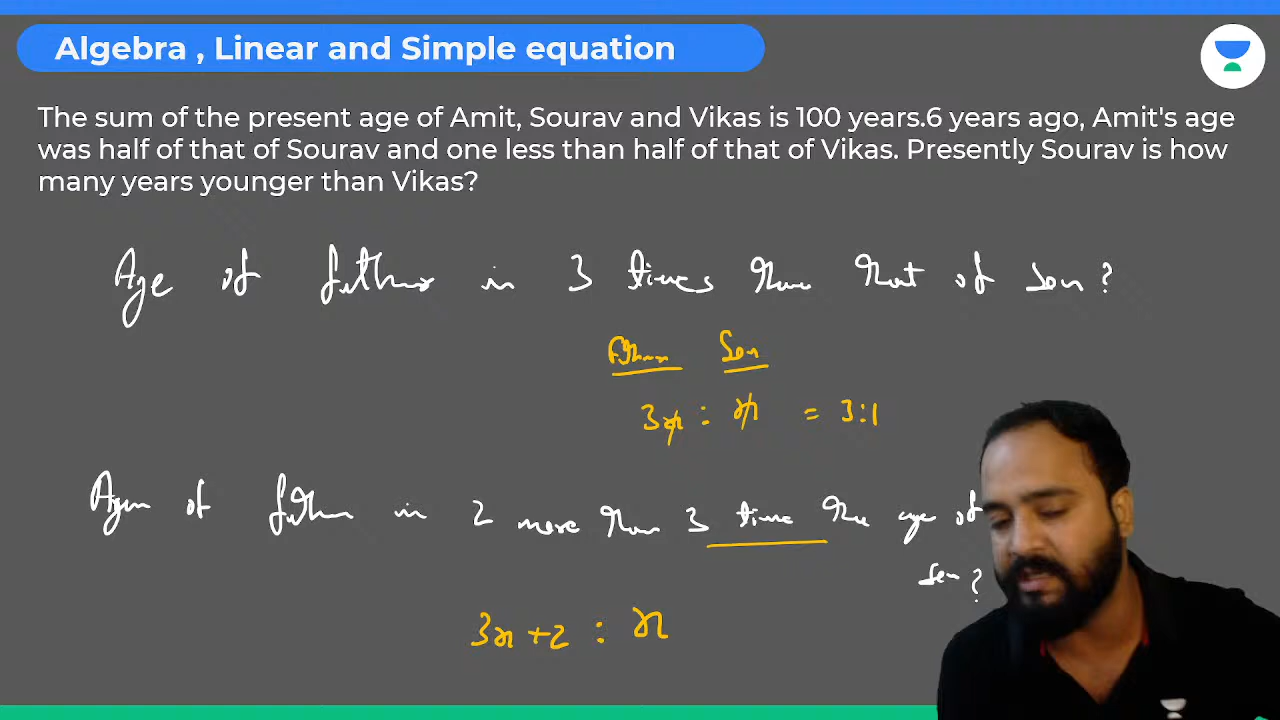 Algebra , Linear and Simple equation
The sum of the present age of Amit, Sourav and Vikas is 100 years.6 years ago, Amit's age
was half of that of Sourav and one less than half of that of Vikas. Presently Sourav is how
many years younger than Vikas?
Age of father is 3 times than that of son?
Father Son
3x : x = 3:1
Age of father is 2 more than 3 time the age of
son?
3x+2 : x